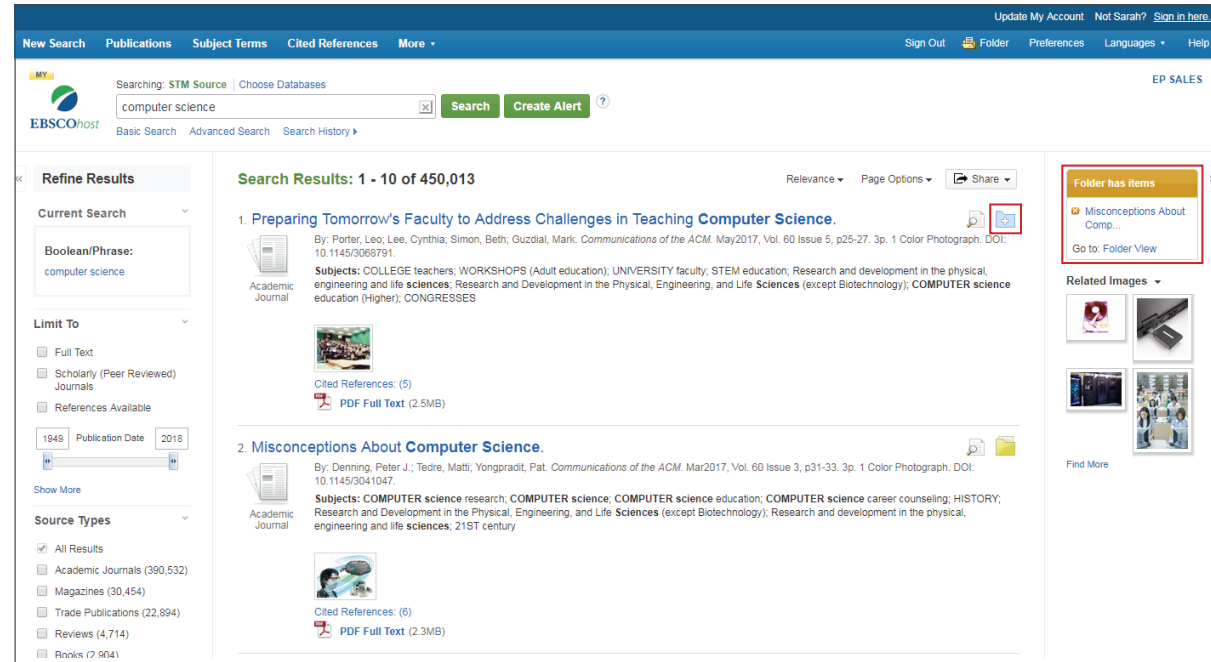 Update My Account Not Sarah? Sign in here.
New Search Publications Subject Terms Cited References More Sign Out Folder Preferences Languages Help
MY
EBSCOhost
Searching: STM Source | Choose Databases
EP SALES
computer science
Search
Create Alert
?
Basic Search Advanced Search Search History
Refine Results
Current Search
Boolean/Phrase:
computer science
Limit To
Full Text
Scholarly (Peer Reviewed)
Journals
References Available
1949 Publication Date 2018
Show More
Source Types
All Results
Academic Journals (390,532)
Magazines (30,454)
Trade Publications (22,894)
Reviews (4,714)
Books (2,904)
Search Results: 1 - 10 of 450,013
Relevance Page Options Share
1. Preparing Tomorrow's Faculty to Address Challenges in Teaching Computer Science.
Academic
Journal
By: Porter, Leo; Lee, Cynthia; Simon, Beth; Guzdial, Mark. Communications of the ACM. May2017, Vol. 60 Issue 5, p25-27. 3p. 1 Color Photograph. DOI:
10.1145/3068791.
Subjects: COLLEGE teachers; WORKSHOPS (Adult education); UNIVERSITY faculty; STEM education; Research and development in the physical,
engineering and life sciences; Research and Development in the Physical, Engineering, and Life Sciences (except Biotechnology); COMPUTER science
education (Higher); CONGRESSES
Cited References: (5)
PDF Full Text (2.5MB)
2. Misconceptions About Computer Science.
Academic
Journal
By: Denning, Peter J.; Tedre, Matti; Yongpradit, Pat. Communications of the ACM. Mar2017, Vol. 60 Issue 3, p31-33. 3p. 1 Color Photograph. DOI:
10.1145/3041047.
Subjects: COMPUTER science research; COMPUTER science; COMPUTER science education; COMPUTER science career counseling; HISTORY;
Research and Development in the Physical, Engineering, and Life Sciences (except Biotechnology); Research and development in the physical,
engineering and life sciences; 21ST century
Cited References: (6)
PDF Full Text (2.3MB)
Folder has items
Misconceptions About
Comp...
Go to: Folder View
Related Images
Find More